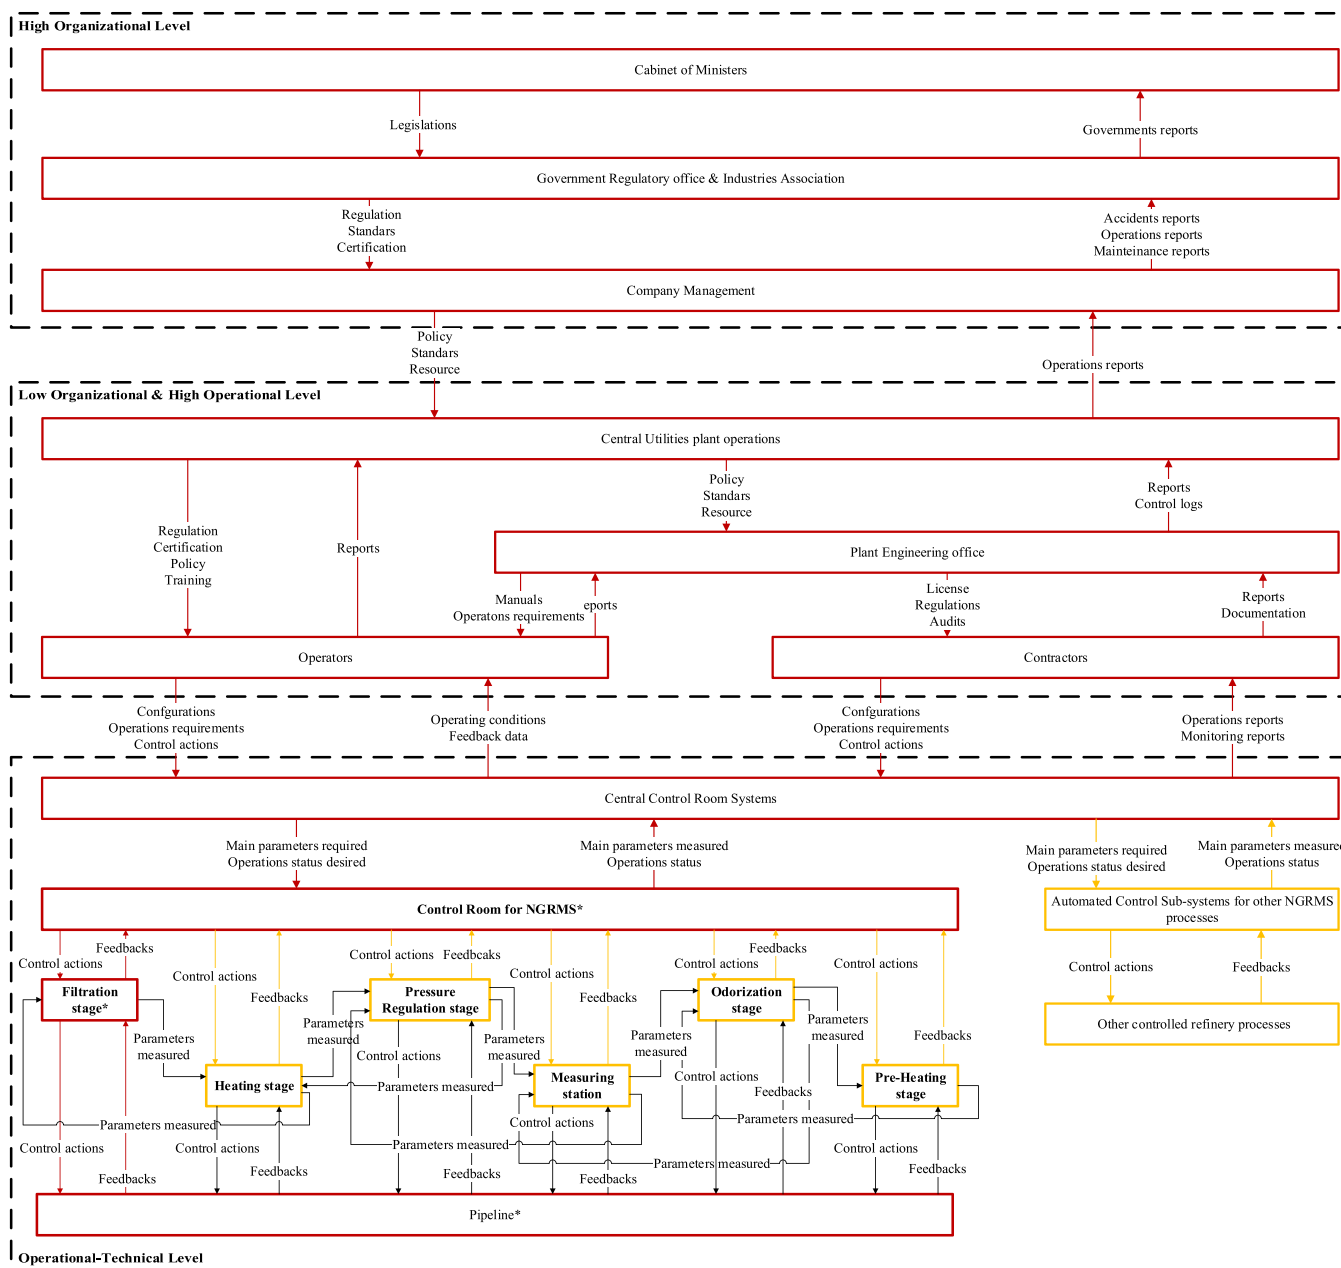 High Organizational Level
Cabinet of Ministers
Legislations
Governments reports
Government Regulatory office & Industries Association
Regulation
Standars
Certification
Accidents reports
Operations reports
Mainteinance reports
Company Management
Policy
Standars
Resource
Operations reports
Low Organizational & High Operational Level
Central Utilities plant operations
Regulation
Certification
Policy
Training
Reports
Policy
Standars
Resource
Reports
Control logs
Plant Engineering office
Manuals
Operatons requirements
eports
License
Regulations
Audits
Reports
Documentation
Operators
Contractors
Confgurations
Operations requirements
Control actions
Operating conditions
Feedback data
Confgurations
Operations requirements
Control actions
Operations reports
Monitoring reports
Central Control Room Systems
Main parameters required
Operations status desired
Main parameters measured
Operations status
Main parameters required
Operations status desired
Main parameters measured
Operations status
Control Room for NGRMS*
Automated Control Sub-systems for other NGRMS
processes
Control actions
Feedbacks
Control actions
Feedbacks
Control actions
Feebcaks
Control actions
Feedbacks
Control actions
Feedbacks
Control actions
Feedbacks
Control actions
Feedbacks
Filtration
stage*
Pressure
Regulation stage
Odorization
stage
Other controlled refinery processes
Parameters
measured
Parameters
measured
Parameters
measured
Parameters
measured
Parameters
measured
Heating stage
Measuring
station
Pre-Heating
stage
Control actions
Parameters measured
Control actions
Feedbacks
Parameters measured
Control actions
Parameters measured
Control actions
Control actions
Parameters measured
Control actions
Parameters measured
Feedbacks
Feedbacks
Feedbacks
Feedbacks
Feedbacks
Pipeline*
Operational-Technical Level